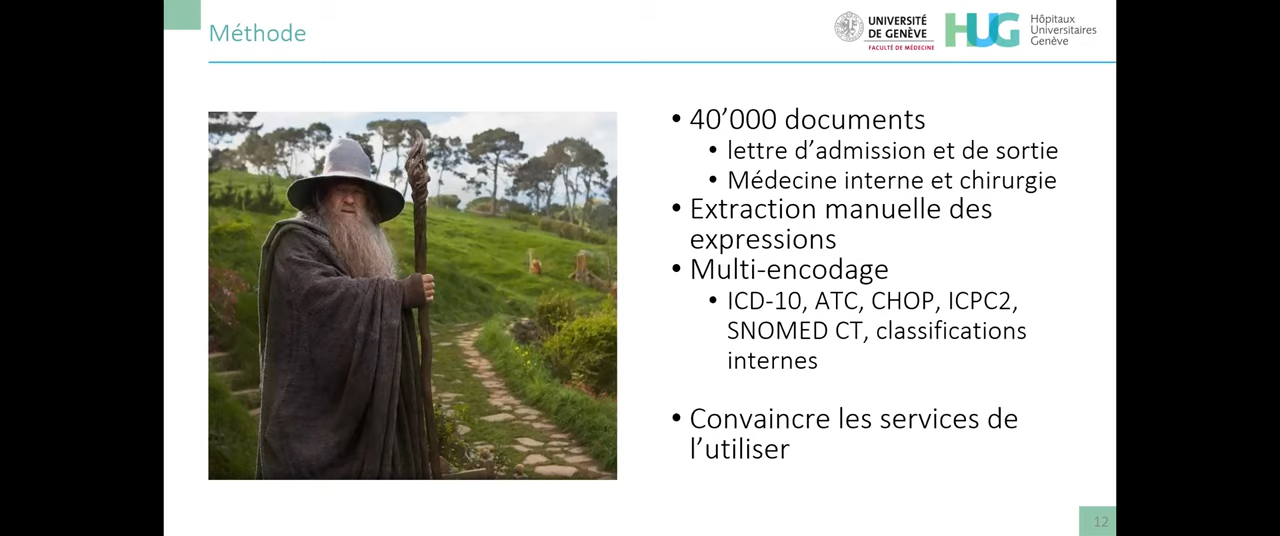 Méthode
UNIVERSITÉ
DE GENÈVE
FACULTÉ DE MÉDECINE
HUG
Hôpitaux
Universitaires
Genève
• 40’000 documents
• lettre d’admission et de sortie
• Médecine interne et chirurgie
• Extraction manuelle des
expressions
• Multi-encodage
• ICD-10, ATC, CHOP, ICPC2,
SNOMED CT, classifications
internes
• Convaincre les services de
l’utiliser
12